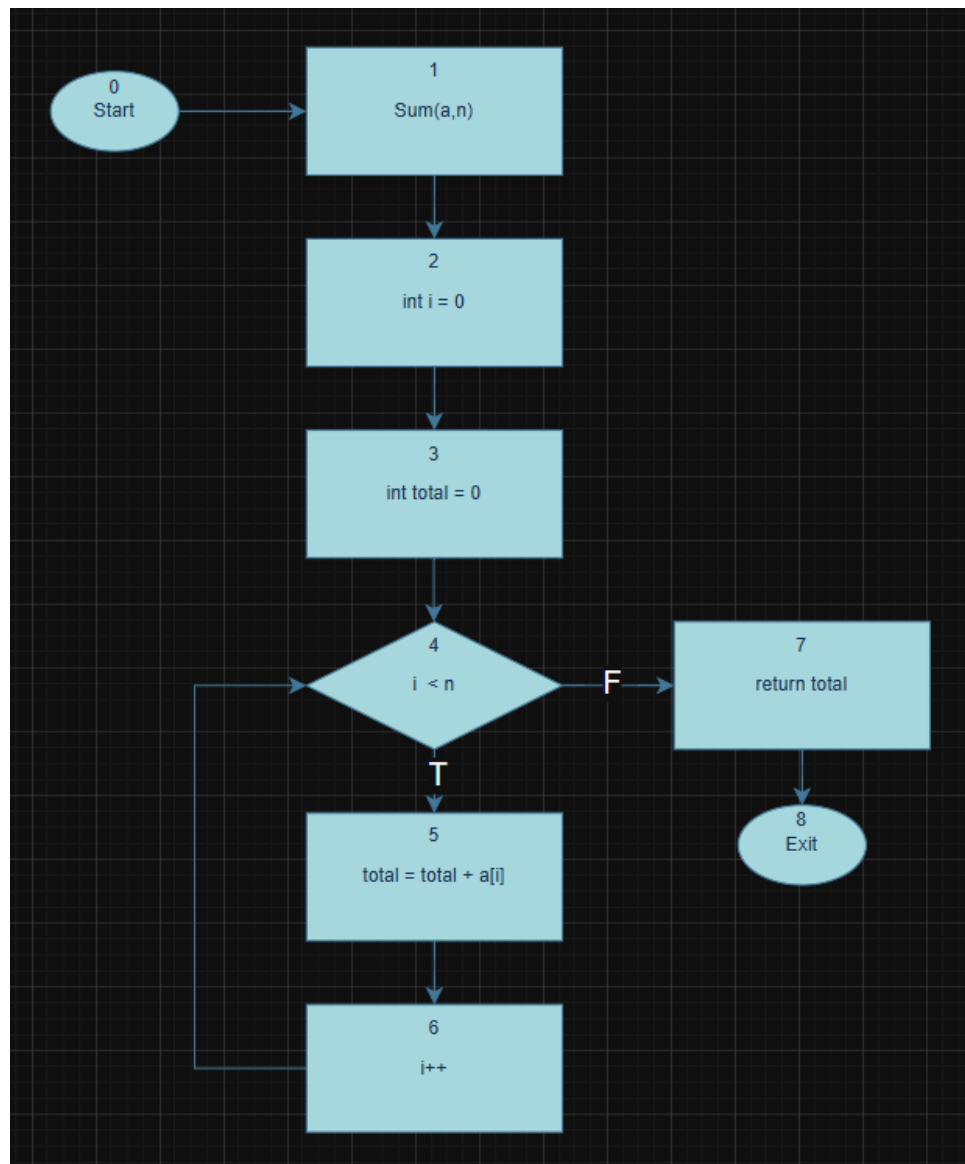 0
Start
1
Sum(a,n)
2
int i = 0
3
int total = 0
4
i < n
F
7
return total
T
8
Exit
5
total = total + a[i]
6
i++